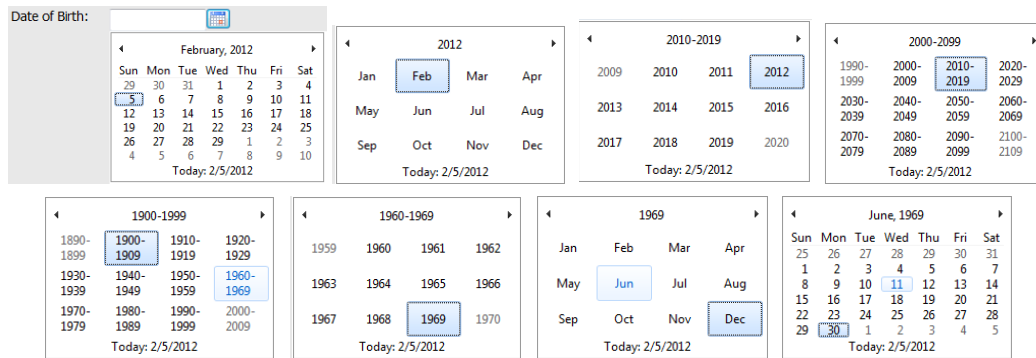 Date of Birth:
February, 2012
Sun Mon Tue Wed Thu Fri Sat
29 30 31 1 2 3 4
5 6 7 8 9 10 11
12 13 14 15 16 17 18
19 20 21 22 23 24 25
26 27 28 29 1 2 3
4 5 6 7 8 9 10
Today: 2/5/2012
2012
Jan Feb Mar Apr
May Jun Jul Aug
Sep Oct Nov Dec
Today: 2/5/2012
2010-2019
2009 2010 2011 2012
2013 2014 2015 2016
2017 2018 2019 2020
Today: 2/5/2012
2000-2099
1990- 2000- 2010- 2020-
1999 2009 2019 2029
2030- 2040- 2050- 2060-
2039 2049 2059 2069
2070- 2080- 2090- 2100-
2079 2089 2099 2109
Today: 2/5/2012
1900-1999
1890- 1900- 1910- 1920-
1899 1909 1919 1929
1930- 1940- 1950- 1960-
1939 1949 1959 1969
1970- 1980- 1990- 2000-
1979 1989 1999 2009
Today: 2/5/2012
1960-1969
1959 1960 1961 1962
1963 1964 1965 1966
1967 1968 1969 1970
Today: 2/5/2012
1969
Jan Feb Mar Apr
May Jun Jul Aug
Sep Oct Nov Dec
Today: 2/5/2012
June, 1969
Sun Mon Tue Wed Thu Fri Sat
25 26 27 28 29 30 31
1 2 3 4 5 6 7
8 9 10 11 12 13 14
15 16 17 18 19 20 21
22 23 24 25 26 27 28
29 30 1 2 3 4 5
Today: 2/5/2012